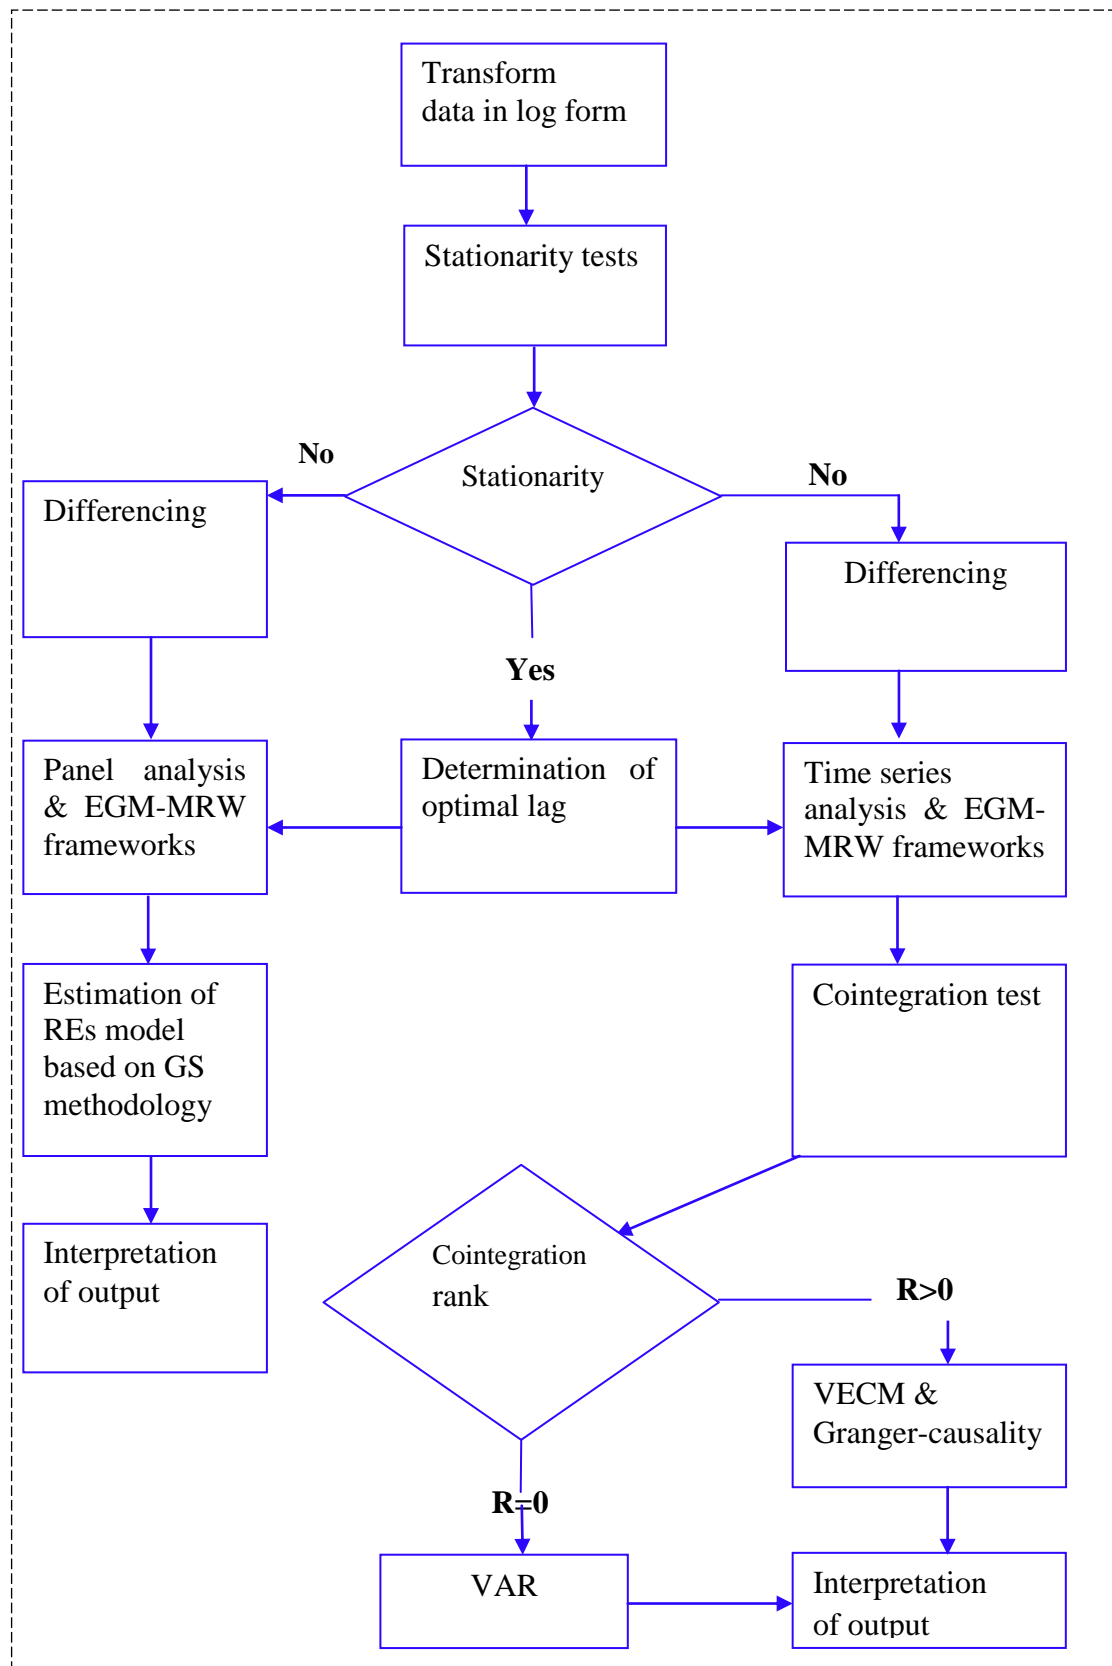 Transform
data in log form
Stationarity tests
No
Stationarity
No
Differencing
Differencing
Yes
Panel analysis
& EGM-MRW
frameworks
Determination of
optimal lag
Time series
analysis & EGM-
MRW frameworks
Estimation of
REs model
based on GS
methodology
Cointegration test
Interpretation
of output
Cointegration
rank
R>0
VECM &
Granger-causality
R=0
VAR
Interpretation
of output